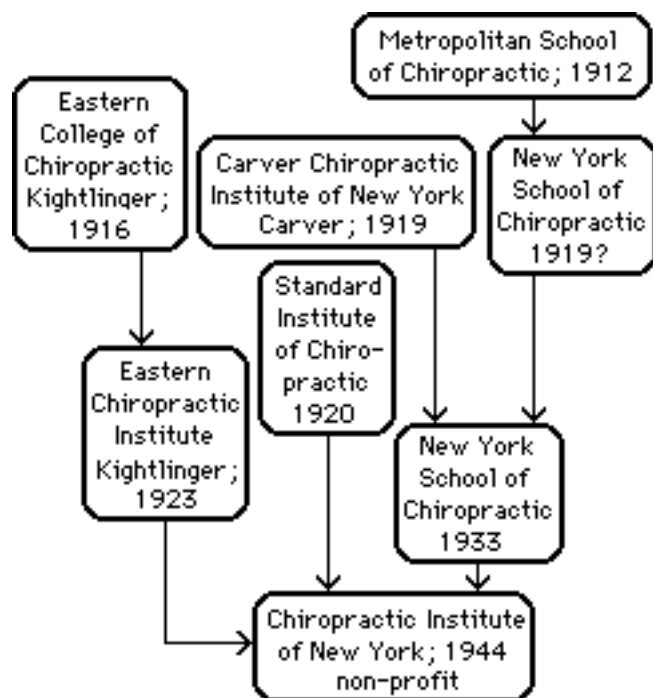 Metropolitan School
of Chiropractic; 1912
Eastern
College of
Chiropractic
Kightlinger;
1916
Carver Chiropractic
Institute of New York
Carver; 1919
New York
School of
Chiropractic
1919?
Standard
Institute
of Chiro-
practic
1920
Eastern
Chiropractic
Institute
Kightlinger;
1923
New York
School of
Chiropractic
1933
Chiropractic Institute
of New York; 1944
non-profit